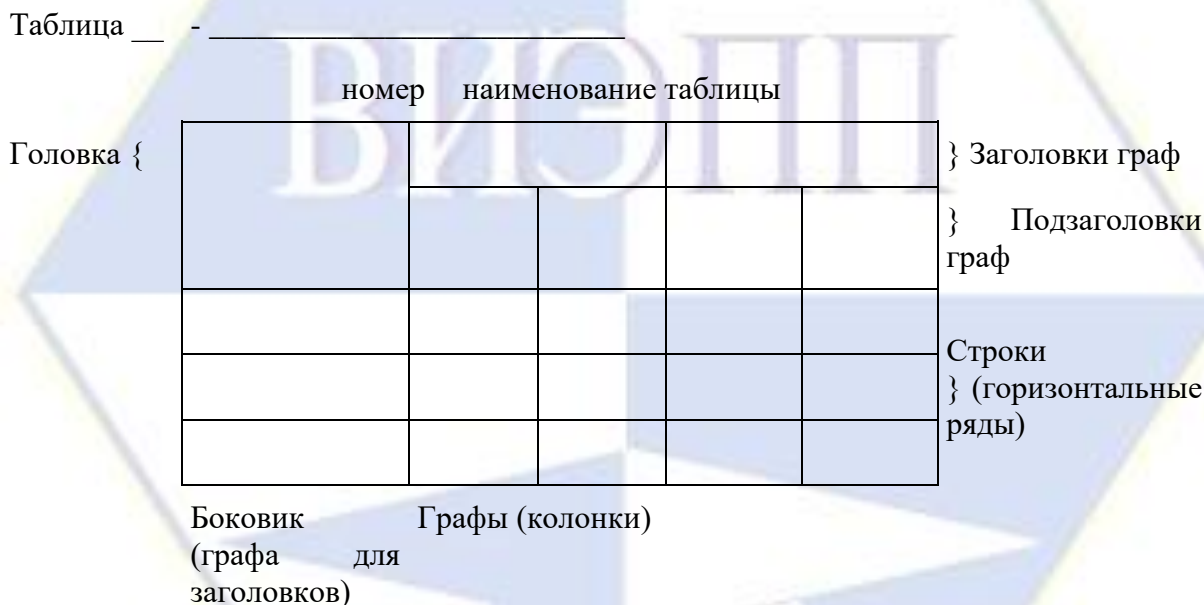 Таблица __ - __________________________
номер наименование таблицы
ВИЭПП
Головка {
} Заголовки граф
} Подзаголовки
граф
Строки
} (горизонтальные
ряды)
Боковик Графы (колонки)
(графа для
заголовков)